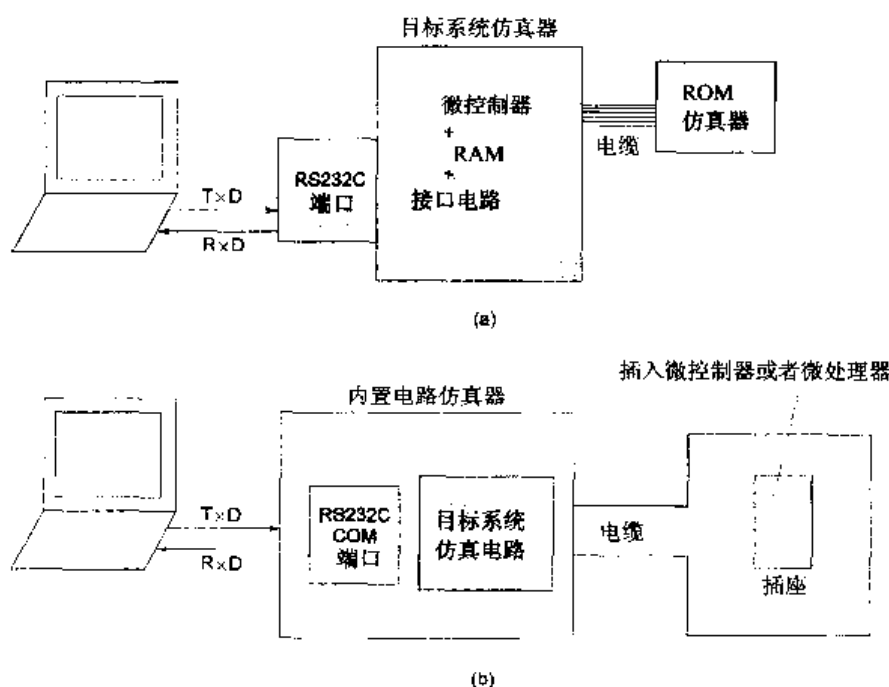 目标系统仿真器
微控制器
+
RAM
+
接口电路
ROM
仿真器
电缆
RS232C
端口
T×D
R×D
(a)
插入微控制器或者微处理器
内置电路仿真器
T×D
R×D
RS232C
COM
端口
目标系统
仿真电路
电缆
插座
(b)